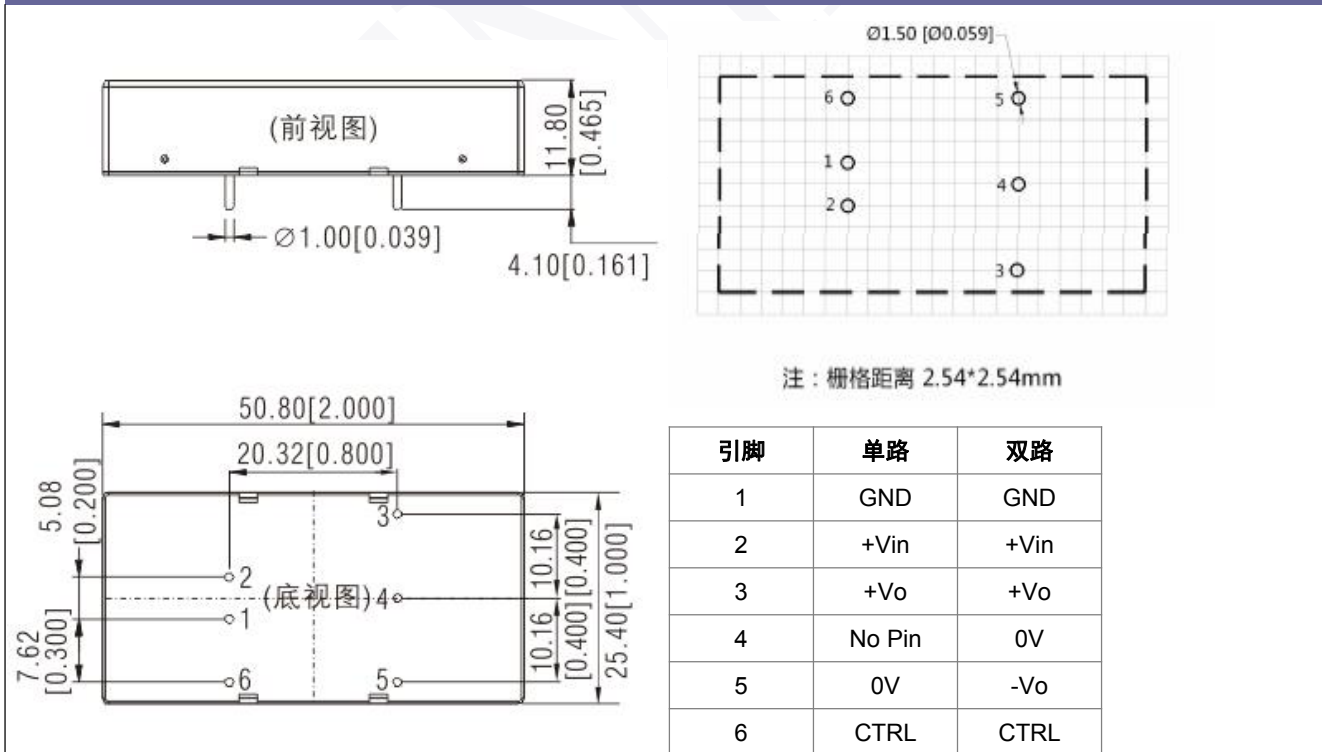 Ø1.50 [Ø0.059]
6
5
1
4
2
3
注：栅格距离 2.54*2.54mm
(前视图)
11.80
[0.465]
Ø1.00[0.039]
4.10[0.161]
50.80[2.000]
20.32[0.800]
5.08
[0.200]
7.62
[0.300]
3
2
(底视图)
4
1
6
5
10.16
[0.400]
10.16
[0.400]
25.40[1.000]
引脚 单路 双路
1 GND GND
2 +Vin +Vin
3 +Vo +Vo
4 No Pin 0V
5 0V -Vo
6 CTRL CTRL